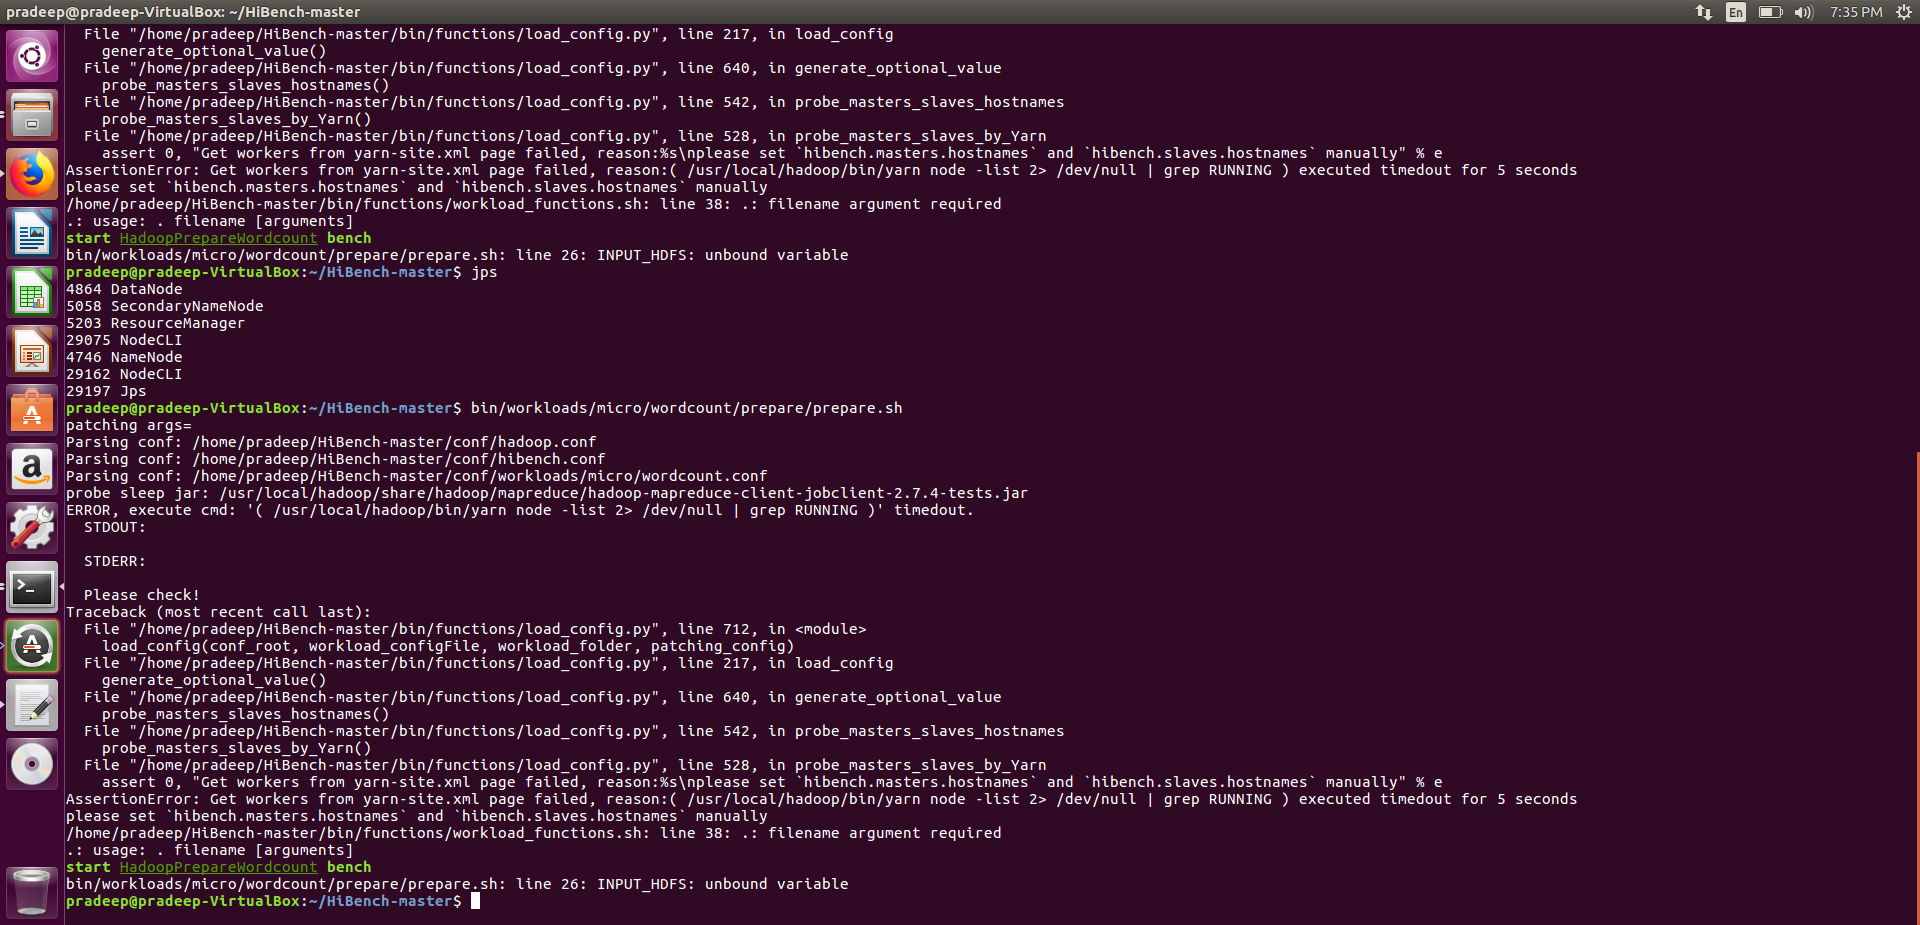 pradeep@pradeep-VirtualBox: ~/HiBench-master
En
7:35 PM
  File "/home/pradeep/HiBench-master/bin/functions/load_config.py", line 217, in load_config
    generate_optional_value()
  File "/home/pradeep/HiBench-master/bin/functions/load_config.py", line 640, in generate_optional_value
    probe_masters_slaves_hostnames()
  File "/home/pradeep/HiBench-master/bin/functions/load_config.py", line 542, in probe_masters_slaves_hostnames
    probe_masters_slaves_by_Yarn()
  File "/home/pradeep/HiBench-master/bin/functions/load_config.py", line 528, in probe_masters_slaves_by_Yarn
    assert 0, "Get workers from yarn-site.xml page failed, reason:%s\nplease set `hibench.masters.hostnames` and `hibench.slaves.hostnames` manually" % e
AssertionError: Get workers from yarn-site.xml page failed, reason:( /usr/local/hadoop/bin/yarn node -list 2> /dev/null | grep RUNNING ) executed timedout for 5 seconds
please set `hibench.masters.hostnames` and `hibench.slaves.hostnames` manually
/home/pradeep/HiBench-master/bin/functions/workload_functions.sh: line 38: .: filename argument required
.: usage: . filename [arguments]
start HadoopPrepareWordcount bench
bin/workloads/micro/wordcount/prepare/prepare.sh: line 26: INPUT_HDFS: unbound variable
pradeep@pradeep-VirtualBox:~/HiBench-master$ jps
4864 DataNode
5058 SecondaryNameNode
5203 ResourceManager
29075 NodeCLI
4746 NameNode
29162 NodeCLI
29197 Jps
pradeep@pradeep-VirtualBox:~/HiBench-master$ bin/workloads/micro/wordcount/prepare/prepare.sh
patching args=
Parsing conf: /home/pradeep/HiBench-master/conf/hadoop.conf
Parsing conf: /home/pradeep/HiBench-master/conf/hibench.conf
Parsing conf: /home/pradeep/HiBench-master/conf/workloads/micro/wordcount.conf
probe sleep jar: /usr/local/hadoop/share/hadoop/mapreduce/hadoop-mapreduce-client-jobclient-2.7.4-tests.jar
ERROR, execute cmd: '( /usr/local/hadoop/bin/yarn node -list 2> /dev/null | grep RUNNING )' timedout.
  STDOUT:
  STDERR:
  Please check!
Traceback (most recent call last):
  File "/home/pradeep/HiBench-master/bin/functions/load_config.py", line 712, in <module>
    load_config(conf_root, workload_configFile, workload_folder, patching_config)
  File "/home/pradeep/HiBench-master/bin/functions/load_config.py", line 217, in load_config
    generate_optional_value()
  File "/home/pradeep/HiBench-master/bin/functions/load_config.py", line 640, in generate_optional_value
    probe_masters_slaves_hostnames()
  File "/home/pradeep/HiBench-master/bin/functions/load_config.py", line 542, in probe_masters_slaves_hostnames
    probe_masters_slaves_by_Yarn()
  File "/home/pradeep/HiBench-master/bin/functions/load_config.py", line 528, in probe_masters_slaves_by_Yarn
    assert 0, "Get workers from yarn-site.xml page failed, reason:%s\nplease set `hibench.masters.hostnames` and `hibench.slaves.hostnames` manually" % e
AssertionError: Get workers from yarn-site.xml page failed, reason:( /usr/local/hadoop/bin/yarn node -list 2> /dev/null | grep RUNNING ) executed timedout for 5 seconds
please set `hibench.masters.hostnames` and `hibench.slaves.hostnames` manually
/home/pradeep/HiBench-master/bin/functions/workload_functions.sh: line 38: .: filename argument required
.: usage: . filename [arguments]
start HadoopPrepareWordcount bench
bin/workloads/micro/wordcount/prepare/prepare.sh: line 26: INPUT_HDFS: unbound variable
pradeep@pradeep-VirtualBox:~/HiBench-master$